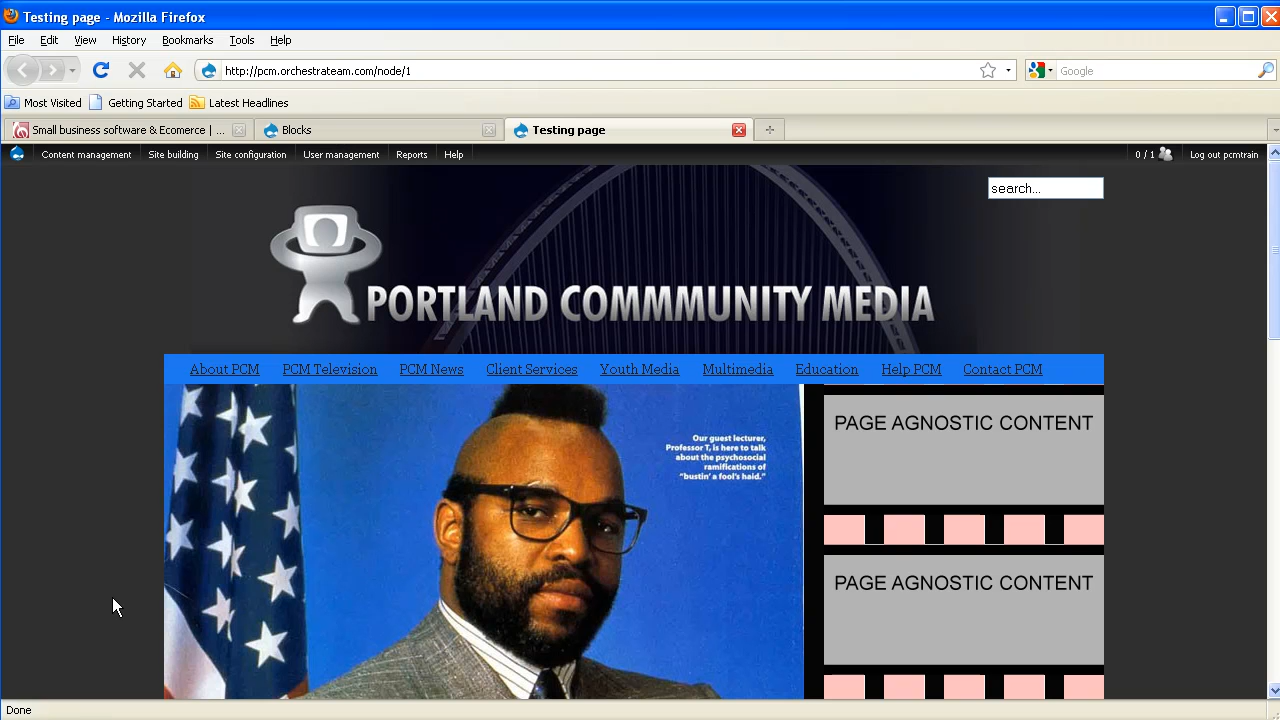 Testing page - Mozilla Firefox
File Edit View History Bookmarks Tools Help
http://pcm.orchestrateen.com/node/1
Google
Most Visited Getting Started Latest Headlines
Small business software & Ecomerce | ... Blocks Testing page
Content management Site building Site configuration User management Reports Help 0 / 1 Log out pcmtrain
search...
PORTLAND COMMMUNITY MEDIA
About PCM PCM Television PCM News Client Services Youth Media Multimedia Education Help PCM Contact PCM
Our guest lecturer,
Professor T, is here to talk
about the psychosocial
ramifications of
"bustin' a fool's haid."
PAGE AGNOSTIC CONTENT
PAGE AGNOSTIC CONTENT
Done